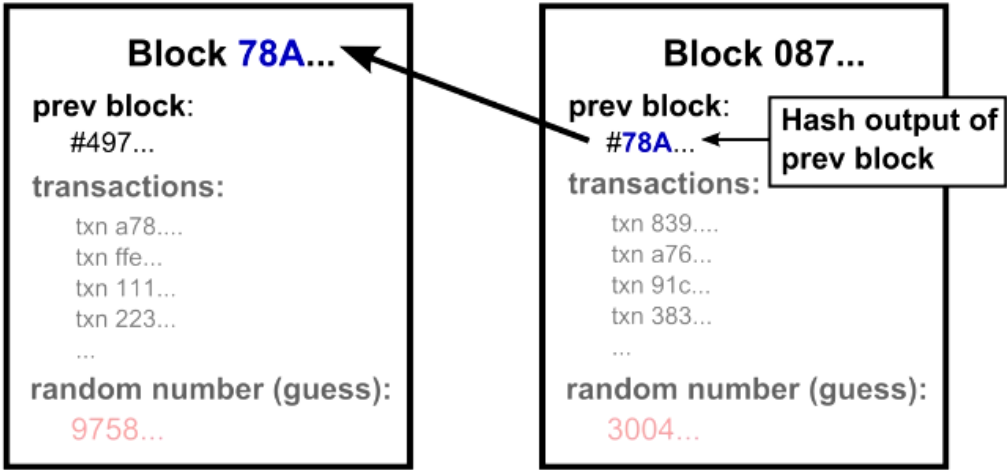 Block 78A...
prev block:
#497...
transactions:
txn a78....
txn ffe...
txn 111...
txn 223...
...
random number (guess):
9758...
Block 087...
prev block:
#78A...
Hash output of
prev block
transactions:
txn 839....
txn a76...
txn 91c...
txn 383...
...
random number (guess):
3004...